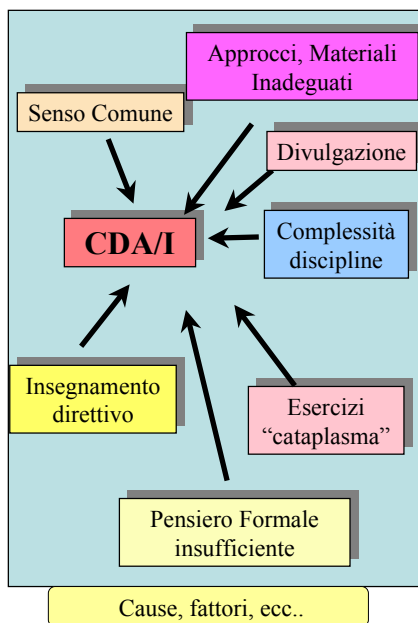 Approcci, Materiali
Inadeguati
Senso Comune
Divulgazione
CDA/I
Complessità
discipline
Insegnamento
direttivo
Esercizi
“cataplasma”
Pensiero Formale
insufficiente
Cause, fattori, ecc..